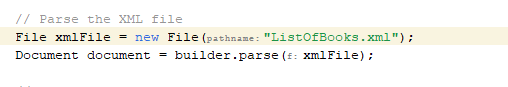 // Parse the XML file
File xmlFile = new File(pathname: "ListOfBooks.xml");
Document document = builder.parse(f: xmlFile);